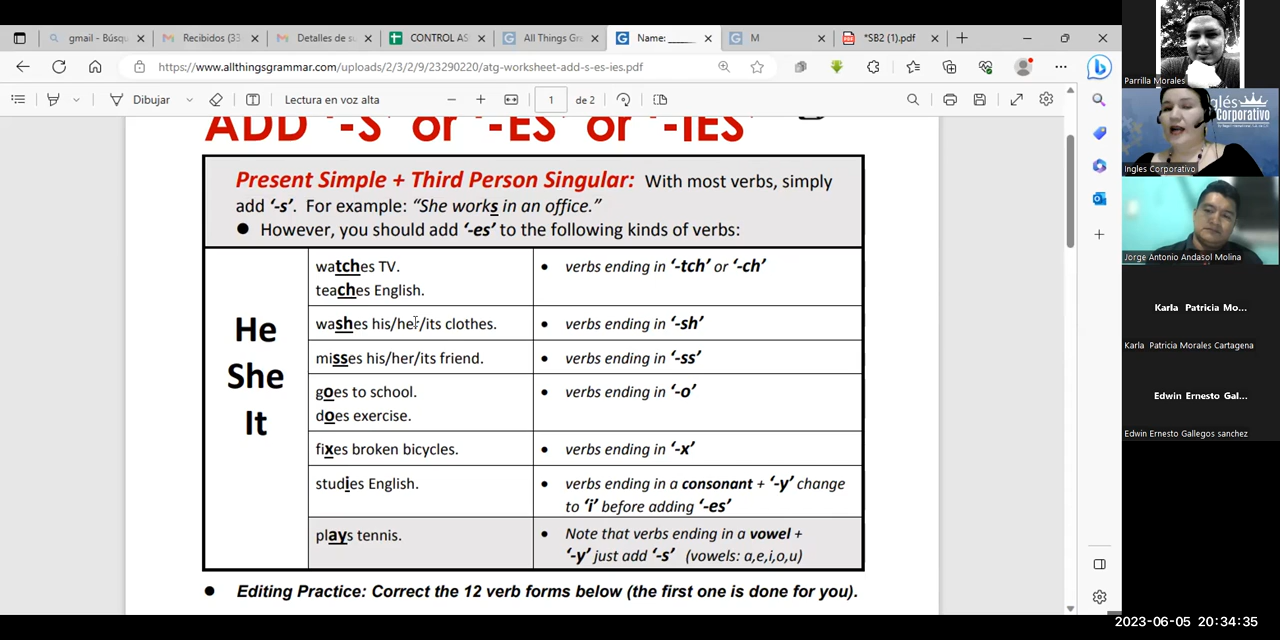 gmail - Búsqu
Recibidos (33
Detalles de su
CONTROL AS
All Things Gra
Name: _____
M
*SB2 (1).pdf
https://www.allthingsgrammar.com/uploads/2/3/2/9/23290220/atg-worksheet-add-s-es-ies.pdf
Dibujar
Lectura en voz alta
1
de 2
ADD '-S' or '-ES' or '-IES'
Present Simple + Third Person Singular: With most verbs, simply
add '-s'. For example: "She works in an office."
● However, you should add '-es' to the following kinds of verbs:
He
She
It
watches TV.
teaches English.
• verbs ending in '-tch' or '-ch'
washes his/her/its clothes.
• verbs ending in '-sh'
misses his/her/its friend.
• verbs ending in '-ss'
goes to school.
does exercise.
• verbs ending in '-o'
fixes broken bicycles.
• verbs ending in '-x'
studies English.
• verbs ending in a consonant + '-y' change
to 'i' before adding '-es'
plays tennis.
• Note that verbs ending in a vowel +
'-y' just add '-s' (vowels: a,e,i,o,u)
● Editing Practice: Correct the 12 verb forms below (the first one is done for you).
Parrilla Morales
glés
Corporativo
Ingles Corporativo
Jorge Antonio Andasol Molina
Karla Patricia Mo...
Karla Patricia Morales Cartagena
Edwin Ernesto Gal...
Edwin Ernesto Gallegos sanchez
2023-06-05 20:34:35